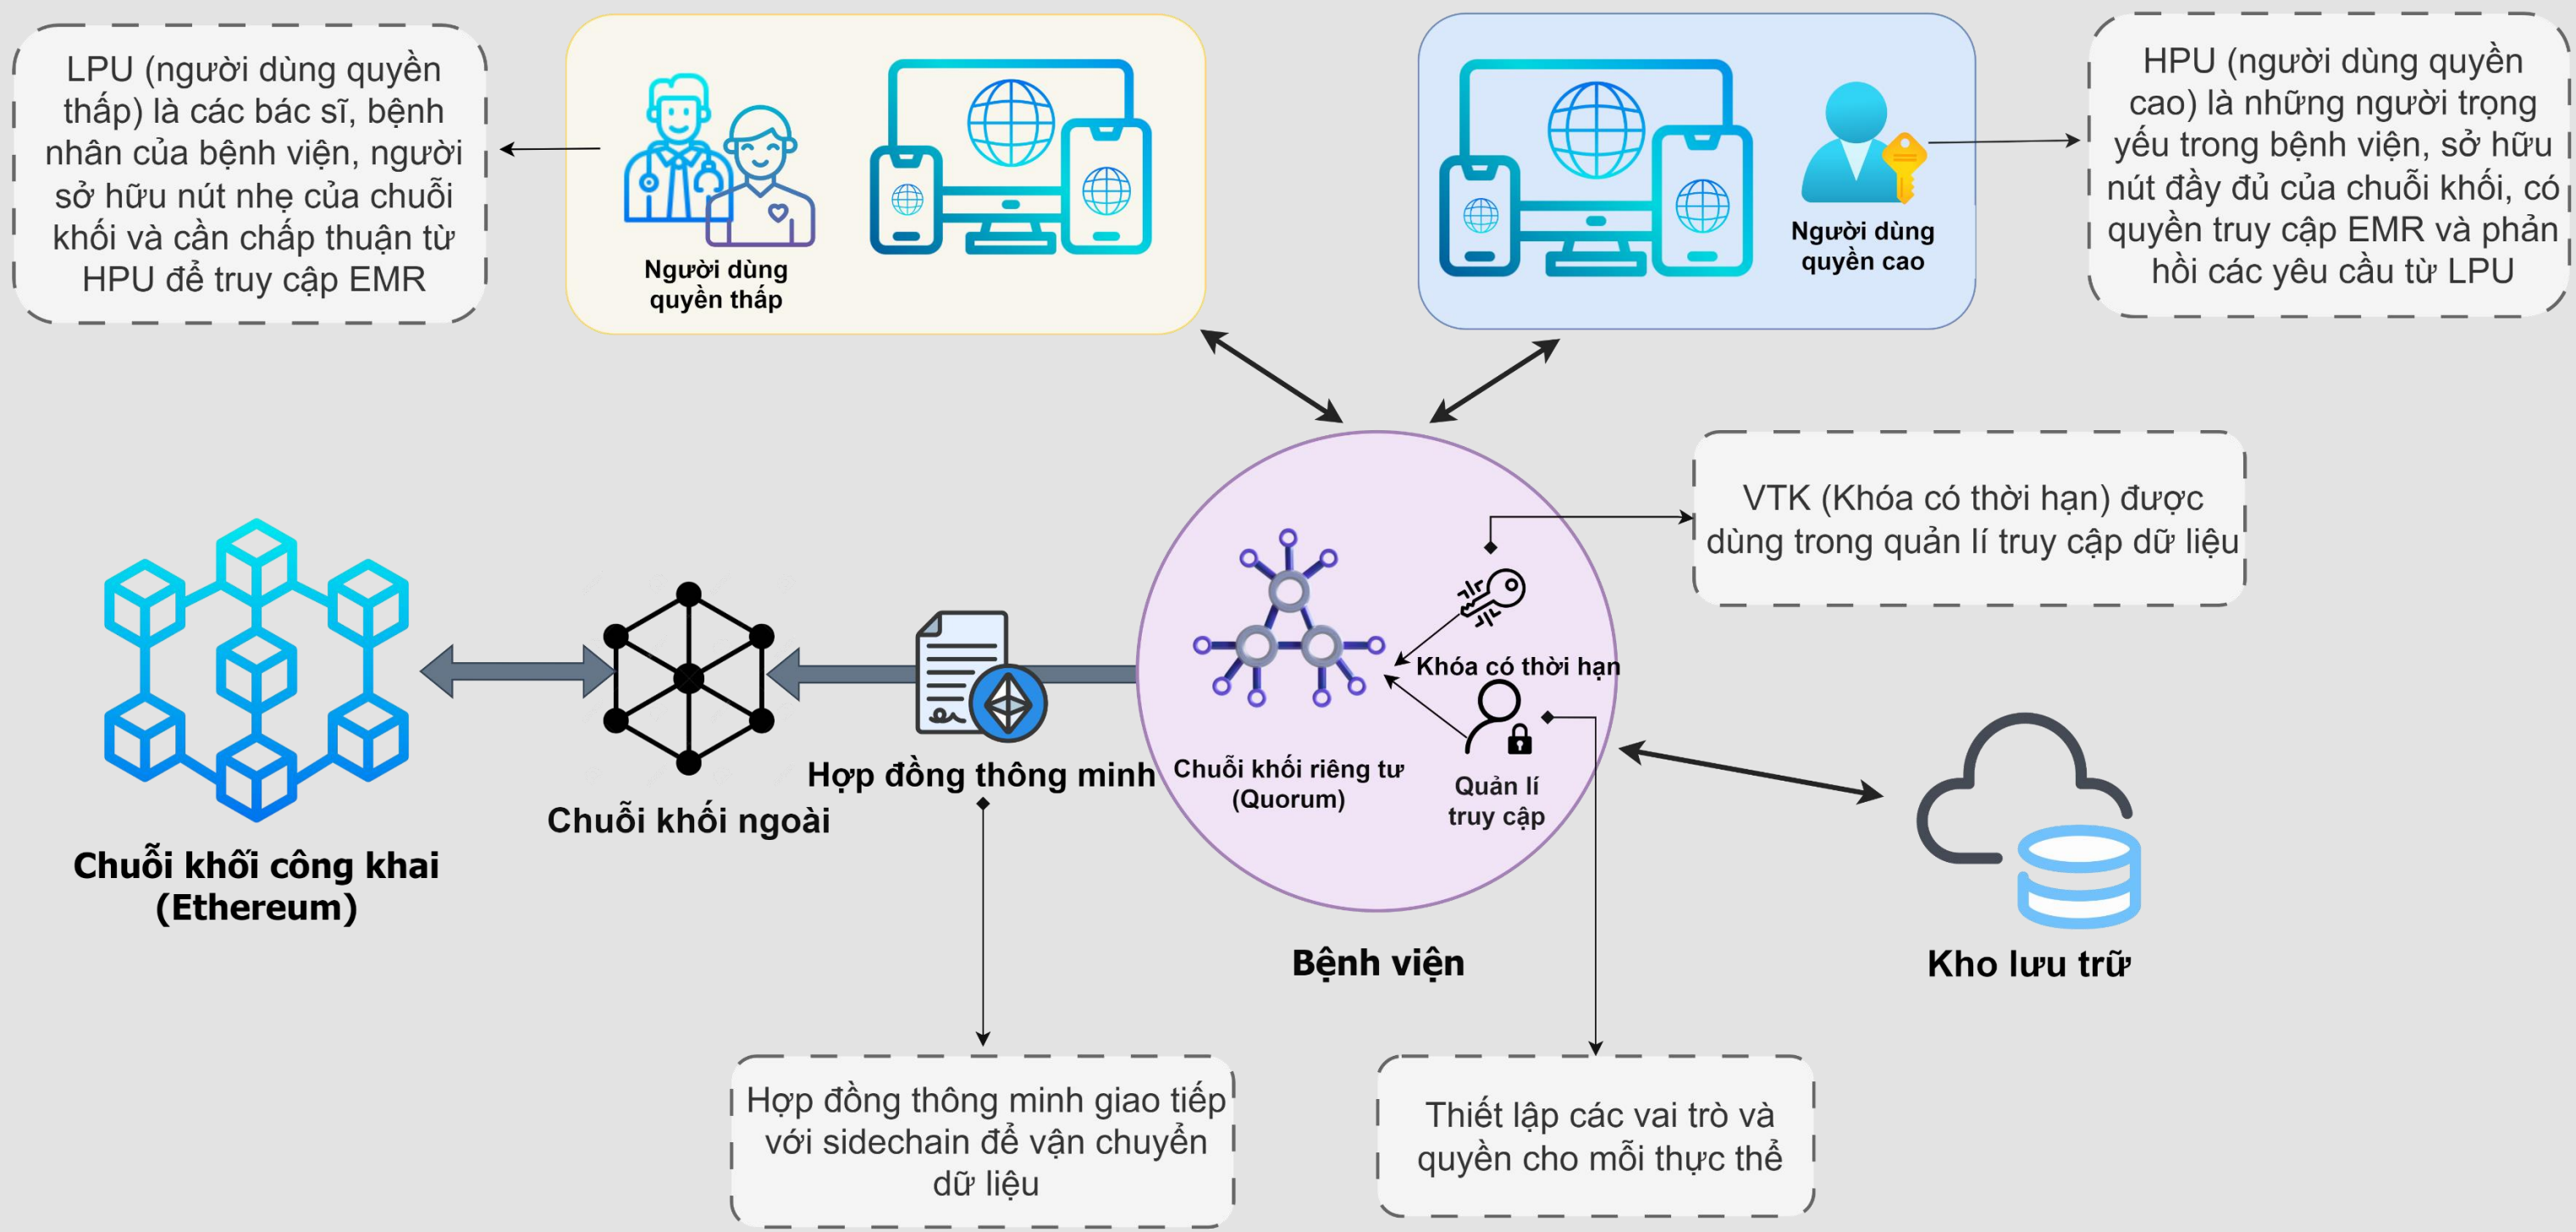 LPU (người dùng quyền
thấp) là các bác sĩ, bệnh
nhân của bệnh viện, người
sở hữu nút nhẹ của chuỗi
khối và cần chấp thuận từ
HPU để truy cập EMR
Người dùng
quyền thấp
Người dùng
quyền cao
HPU (người dùng quyền
cao) là những người trọng
yếu trong bệnh viện, sở hữu
nút đầy đủ của chuỗi khối, có
quyền truy cập EMR và phản
hồi các yêu cầu từ LPU
VTK (Khóa có thời hạn) được
dùng trong quản lí truy cập dữ liệu
Khóa có thời hạn
Chuỗi khối riêng tư
(Quorum)
Quản lí
truy cập
Hợp đồng thông minh
Chuỗi khối ngoài
Chuỗi khối công khai
(Ethereum)
Bệnh viện
Kho lưu trữ
Hợp đồng thông minh giao tiếp
với sidechain để vận chuyển
dữ liệu
Thiết lập các vai trò và
quyền cho mỗi thực thể